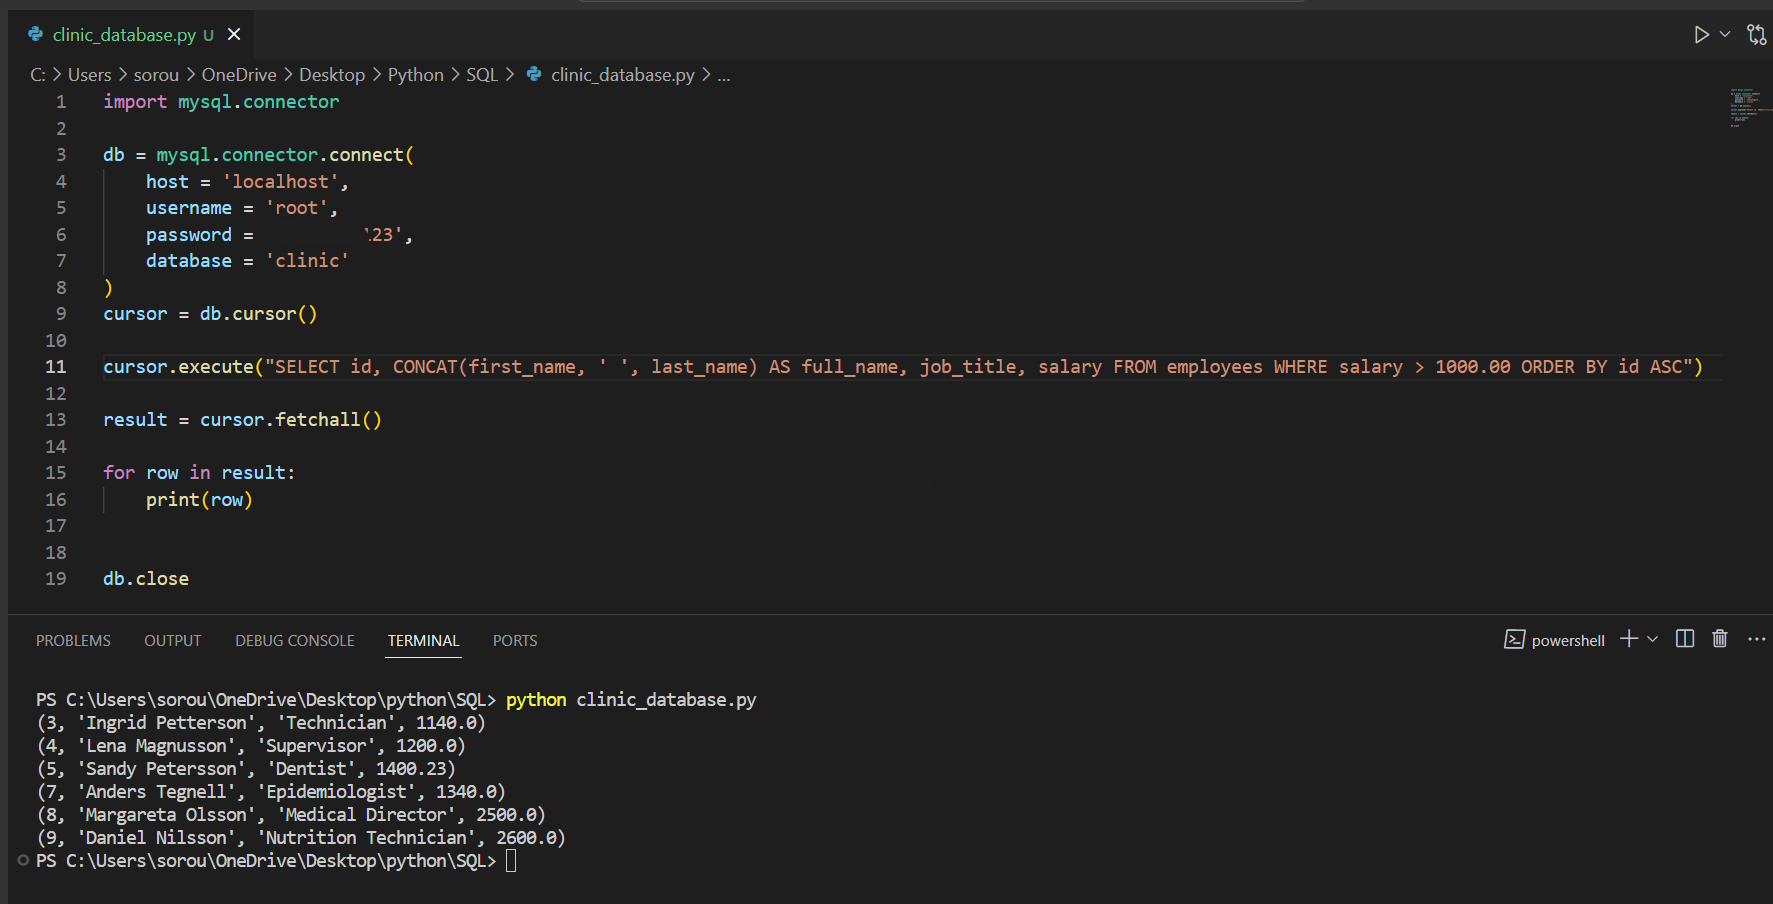 clinic_database.py U
C: > Users > sorou > OneDrive > Desktop > Python > SQL > clinic_database.py > ...
1 import mysql.connector
2
3 db = mysql.connector.connect(
4     host = 'localhost',
5     username = 'root',
6     password = 23',
7     database = 'clinic'
8 )
9 cursor = db.cursor()
10
11 cursor.execute("SELECT id, CONCAT(first_name, ' ', last_name) AS full_name, job_title, salary FROM employees WHERE salary > 1000.00 ORDER BY id ASC")
12
13 result = cursor.fetchall()
14
15 for row in result:
16     print(row)
17
18
19 db.close
PROBLEMS OUTPUT DEBUG CONSOLE TERMINAL PORTS powershell
PS C:\Users\sorou\OneDrive\Desktop\python\SQL> python clinic_database.py
(3, 'Ingrid Petterson', 'Technician', 1140.0)
(4, 'Lena Magnusson', 'Supervisor', 1200.0)
(5, 'Sandy Petersson', 'Dentist', 1400.23)
(7, 'Anders Tegnell', 'Epidemiologist', 1340.0)
(8, 'Margareta Olsson', 'Medical Director', 2500.0)
(9, 'Daniel Nilsson', 'Nutrition Technician', 2600.0)
PS C:\Users\sorou\OneDrive\Desktop\python\SQL>